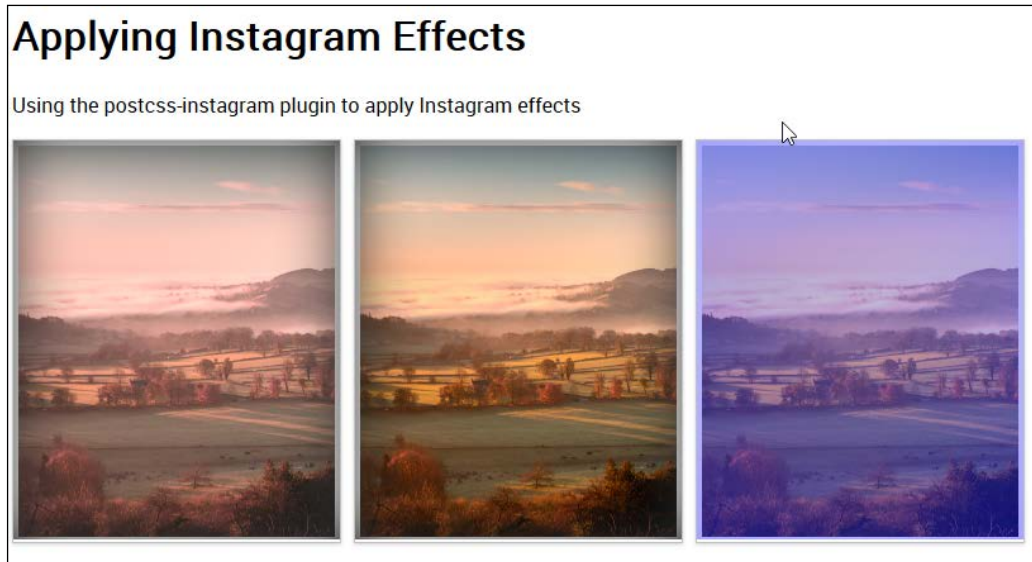 Applying Instagram Effects
Using the postcss-instagram plugin to apply Instagram effects